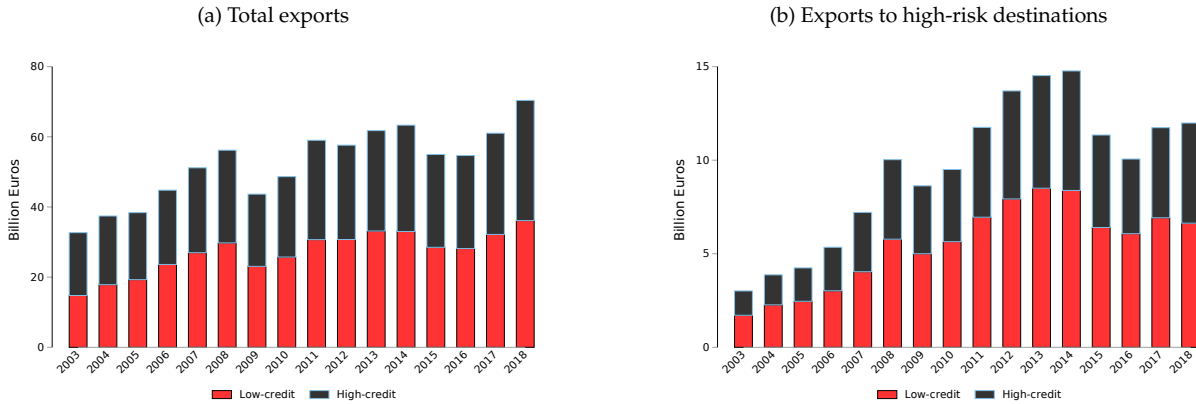 (a) Total exports
80
60
40
20
0
Billion Euros
2003 2004 2005 2006 2007 2008 2009 2010 2011 2012 2013 2014 2015 2016 2017 2018
Low-credit High-credit
(b) Exports to high-risk destinations
15
10
5
0
Billion Euros
2003 2004 2005 2006 2007 2008 2009 2010 2011 2012 2013 2014 2015 2016 2017 2018
Low-credit High-credit